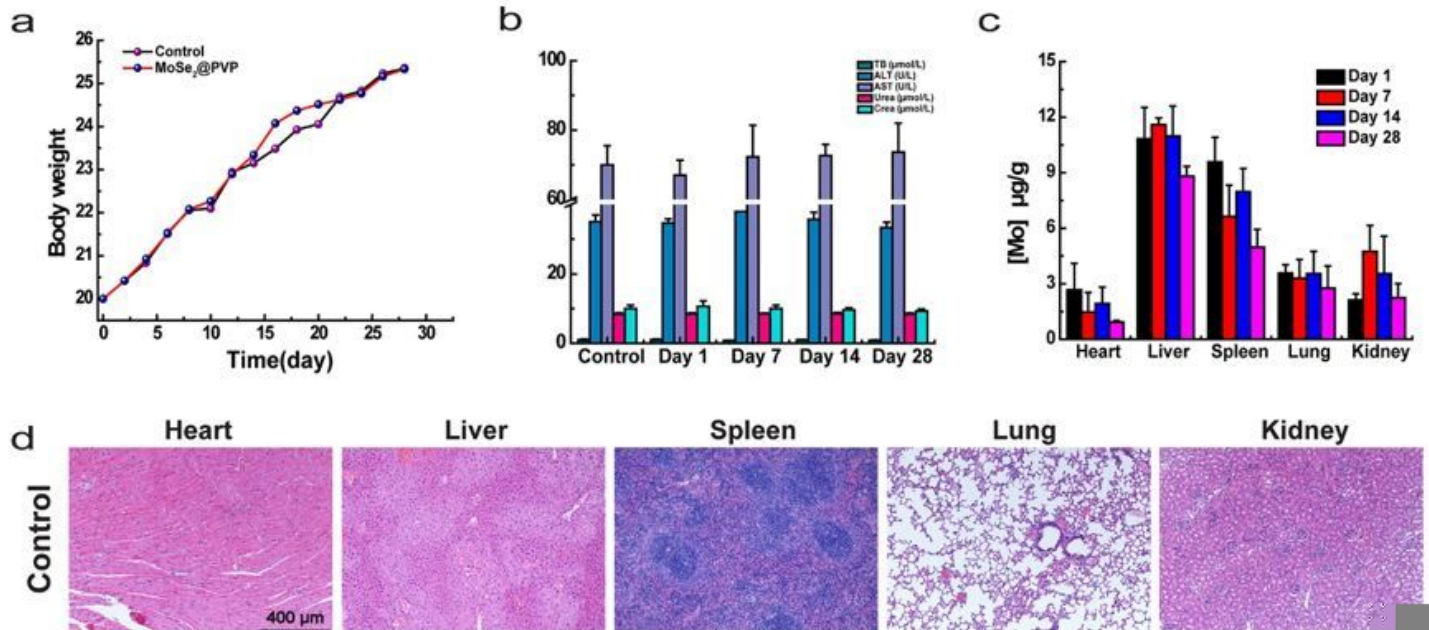 a
Body weight
26
25
24
23
22
21
20
Control
MoSe2@PVP
0 5 10 15 20 25 30
Time(day)
b
100
80
60
20
0
TB (μmol/L)
ALT (U/L)
AST (U/L)
Urea (μmol/L)
Crea (μmol/L)
Control Day 1 Day 7 Day 14 Day 28
c
[Mo] μg/g
15
12
9
6
3
0
Day 1
Day 7
Day 14
Day 28
Heart Liver Spleen Lung Kidney
d
Heart Liver Spleen Lung Kidney
Control
400 μm